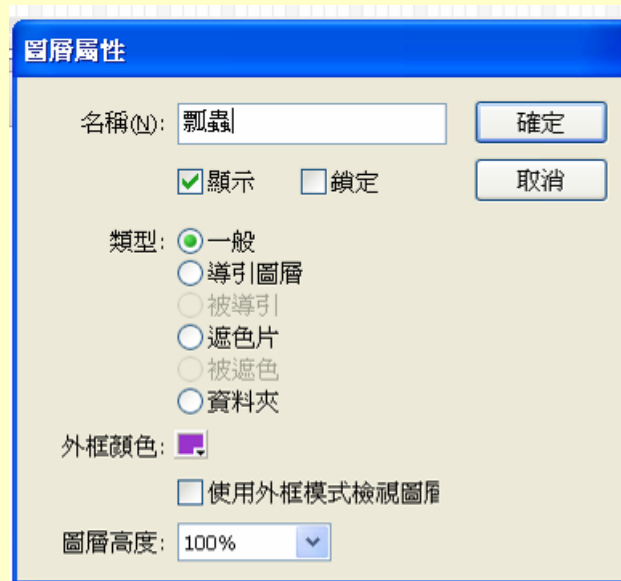 圖層屬性
名稱(N): 瓢蟲 確定
顯示 鎖定 取消
類型: 一般
導引圖層
被導引
遮色片
被遮色
資料夾
外框顏色:
使用外框模式檢視圖層
圖層高度: 100%